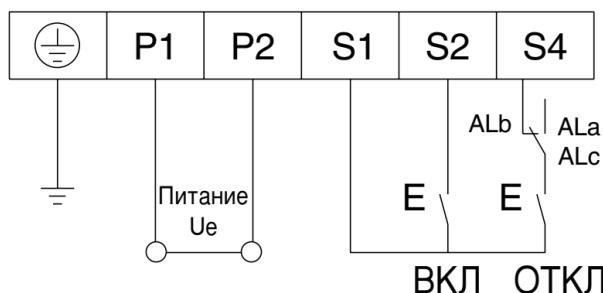 P1 P2 S1 S2 S4
ALb ALa
ALc
Питание
Ue
E E
ВКЛ ОТКЛ